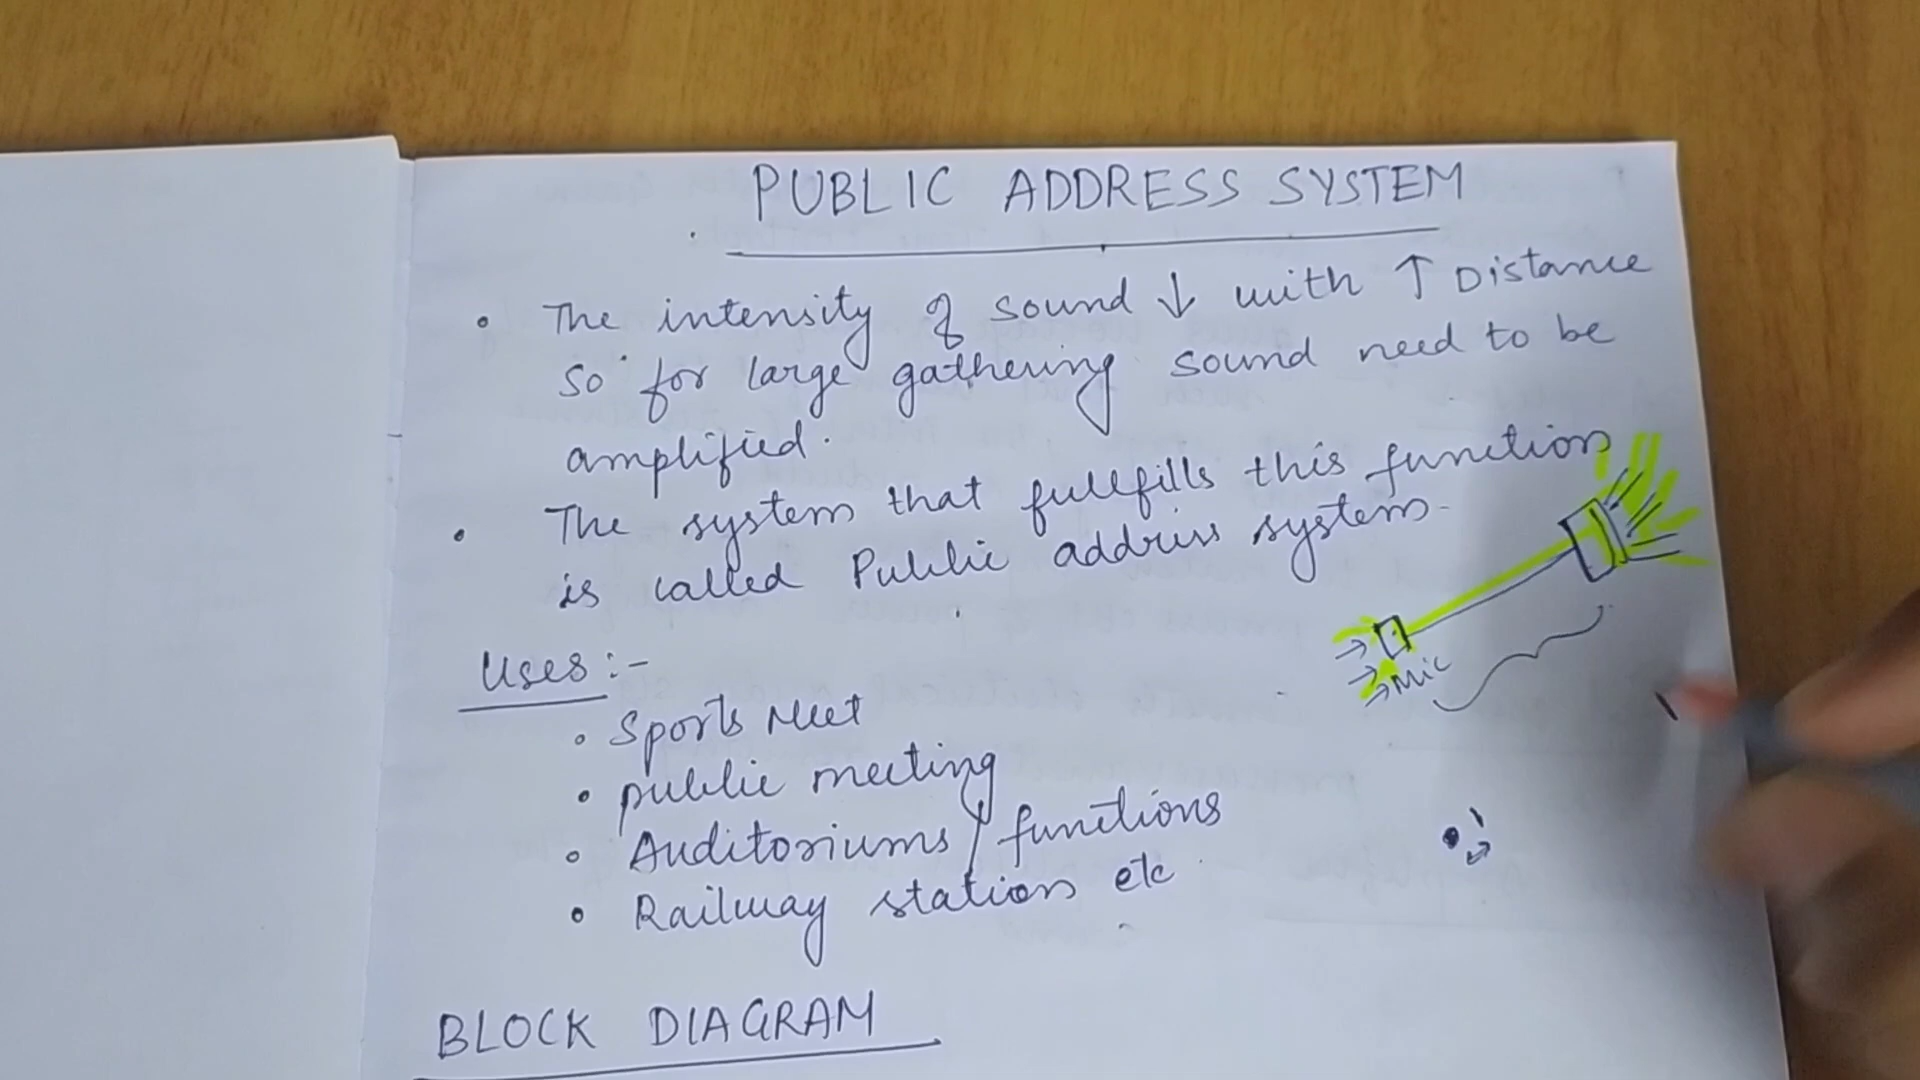 PUBLIC ADDRESS SYSTEM
• The intensity of sound ↓ with ↑ Distance
so for large gathering sound need to be
amplified.
• The system that fullfills this function
is called Public address system.
→ Mic
Uses :-
• Sports Meet
• public meeting
• Auditoriums / functions
• Railway station etc
BLOCK DIAGRAM